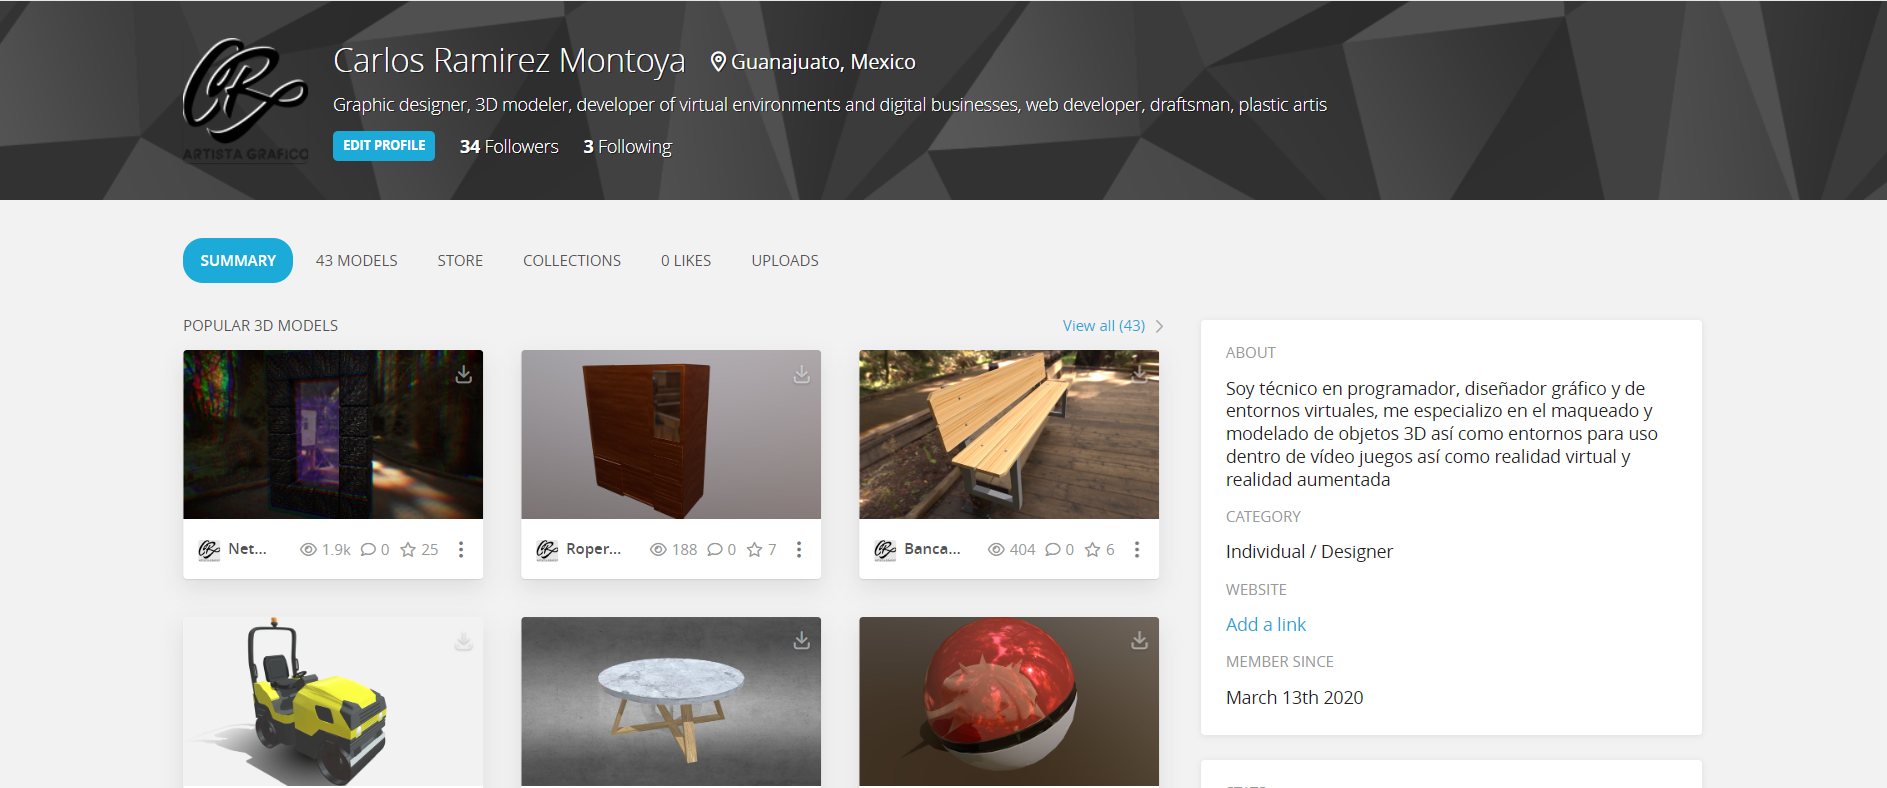 Carlos Ramirez Montoya Guanajuato, Mexico
Graphic designer, 3D modeler, developer of virtual environments and digital businesses, web developer, draftsman, plastic artis
EDIT PROFILE 34 Followers 3 Following
ARTISTA GRAFICO
SUMMARY 43 MODELS STORE COLLECTIONS 0 LIKES UPLOADS
POPULAR 3D MODELS View all (43)
Net... 1.9k 0 25
Roper... 188 0 7
Banca... 404 0 6
ABOUT
Soy técnico en programador, diseñador gráfico y de
entornos virtuales, me especializo en el maqueado y
modelado de objetos 3D así como entornos para uso
dentro de vídeo juegos así como realidad virtual y
realidad aumentada
CATEGORY
Individual / Designer
WEBSITE
Add a link
MEMBER SINCE
March 13th 2020